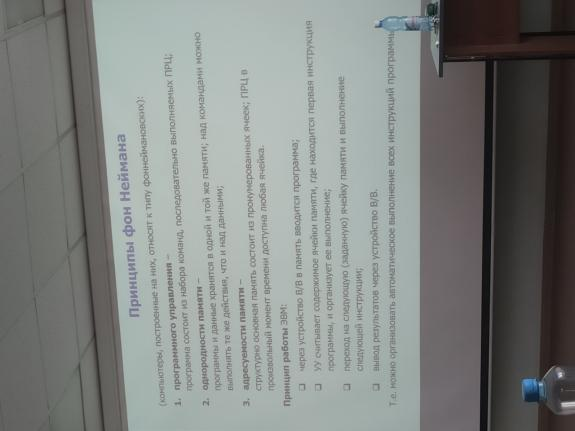 Принципы фон Неймана
(компьютеры, построенные на них, относят к типу фоннеймановских):
1. программного управления –
программа состоит из набора команд, последовательно выполняемых ПРЦ;
2. однородности памяти –
программы и данные хранятся в одной и той же памяти; над командами можно
выполнять те же действия, что и над данными;
3. адресуемости памяти –
структурно основная память состоит из пронумерованных ячеек; ПРЦ в
произвольный момент времени доступна любая ячейка.
Принцип работы ЭВМ:
❑ через устройство В/В в память вводится программа;
❑ УУ считывает содержимое ячейки памяти, где находится первая инструкция
программы, и организует ее выполнение;
❑ переход на следующую (заданную) ячейку памяти и выполнение
следующей инструкции;
❑ вывод результатов через устройство В/В.
Т.е. можно организовать автоматическое выполнение всех инструкций программы